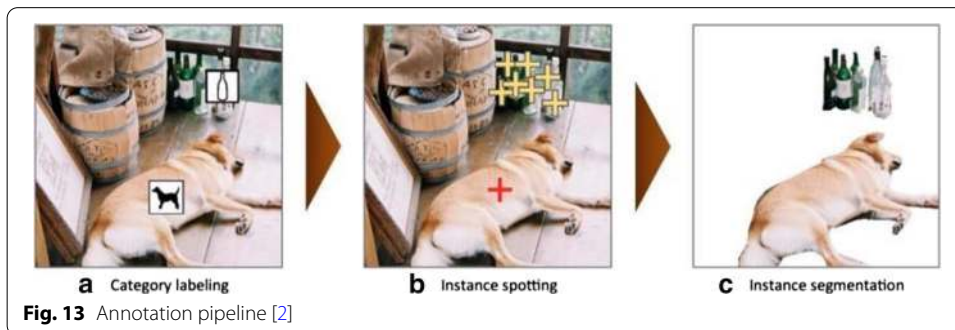 a Category labeling
b Instance spotting
c Instance segmentation
Fig. 13 Annotation pipeline [2]